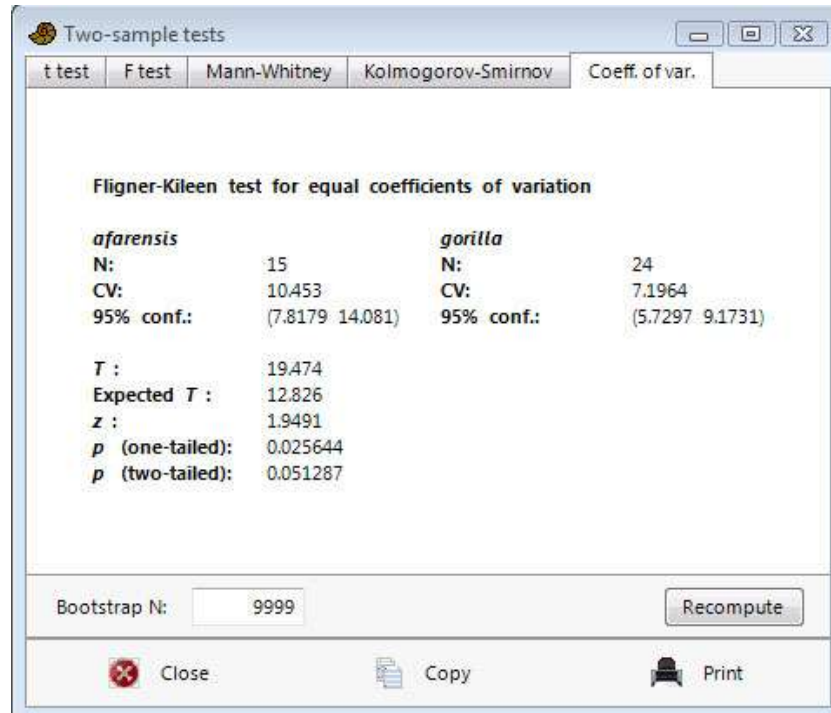 Two-sample tests
t test F test Mann-Whitney Kolmogorov-Smirnov Coeff. of var.
Fligner-Kileen test for equal coefficients of variation
afarensis gorilla
N: 15 N: 24
CV: 10.453 CV: 7.1964
95% conf.: (7.8179 14.081) 95% conf.: (5.7297 9.1731)
T : 19.474
Expected T : 12.826
z : 1.9491
p (one-tailed): 0.025644
p (two-tailed): 0.051287
Bootstrap N: 9999 Recompute
Close Copy Print